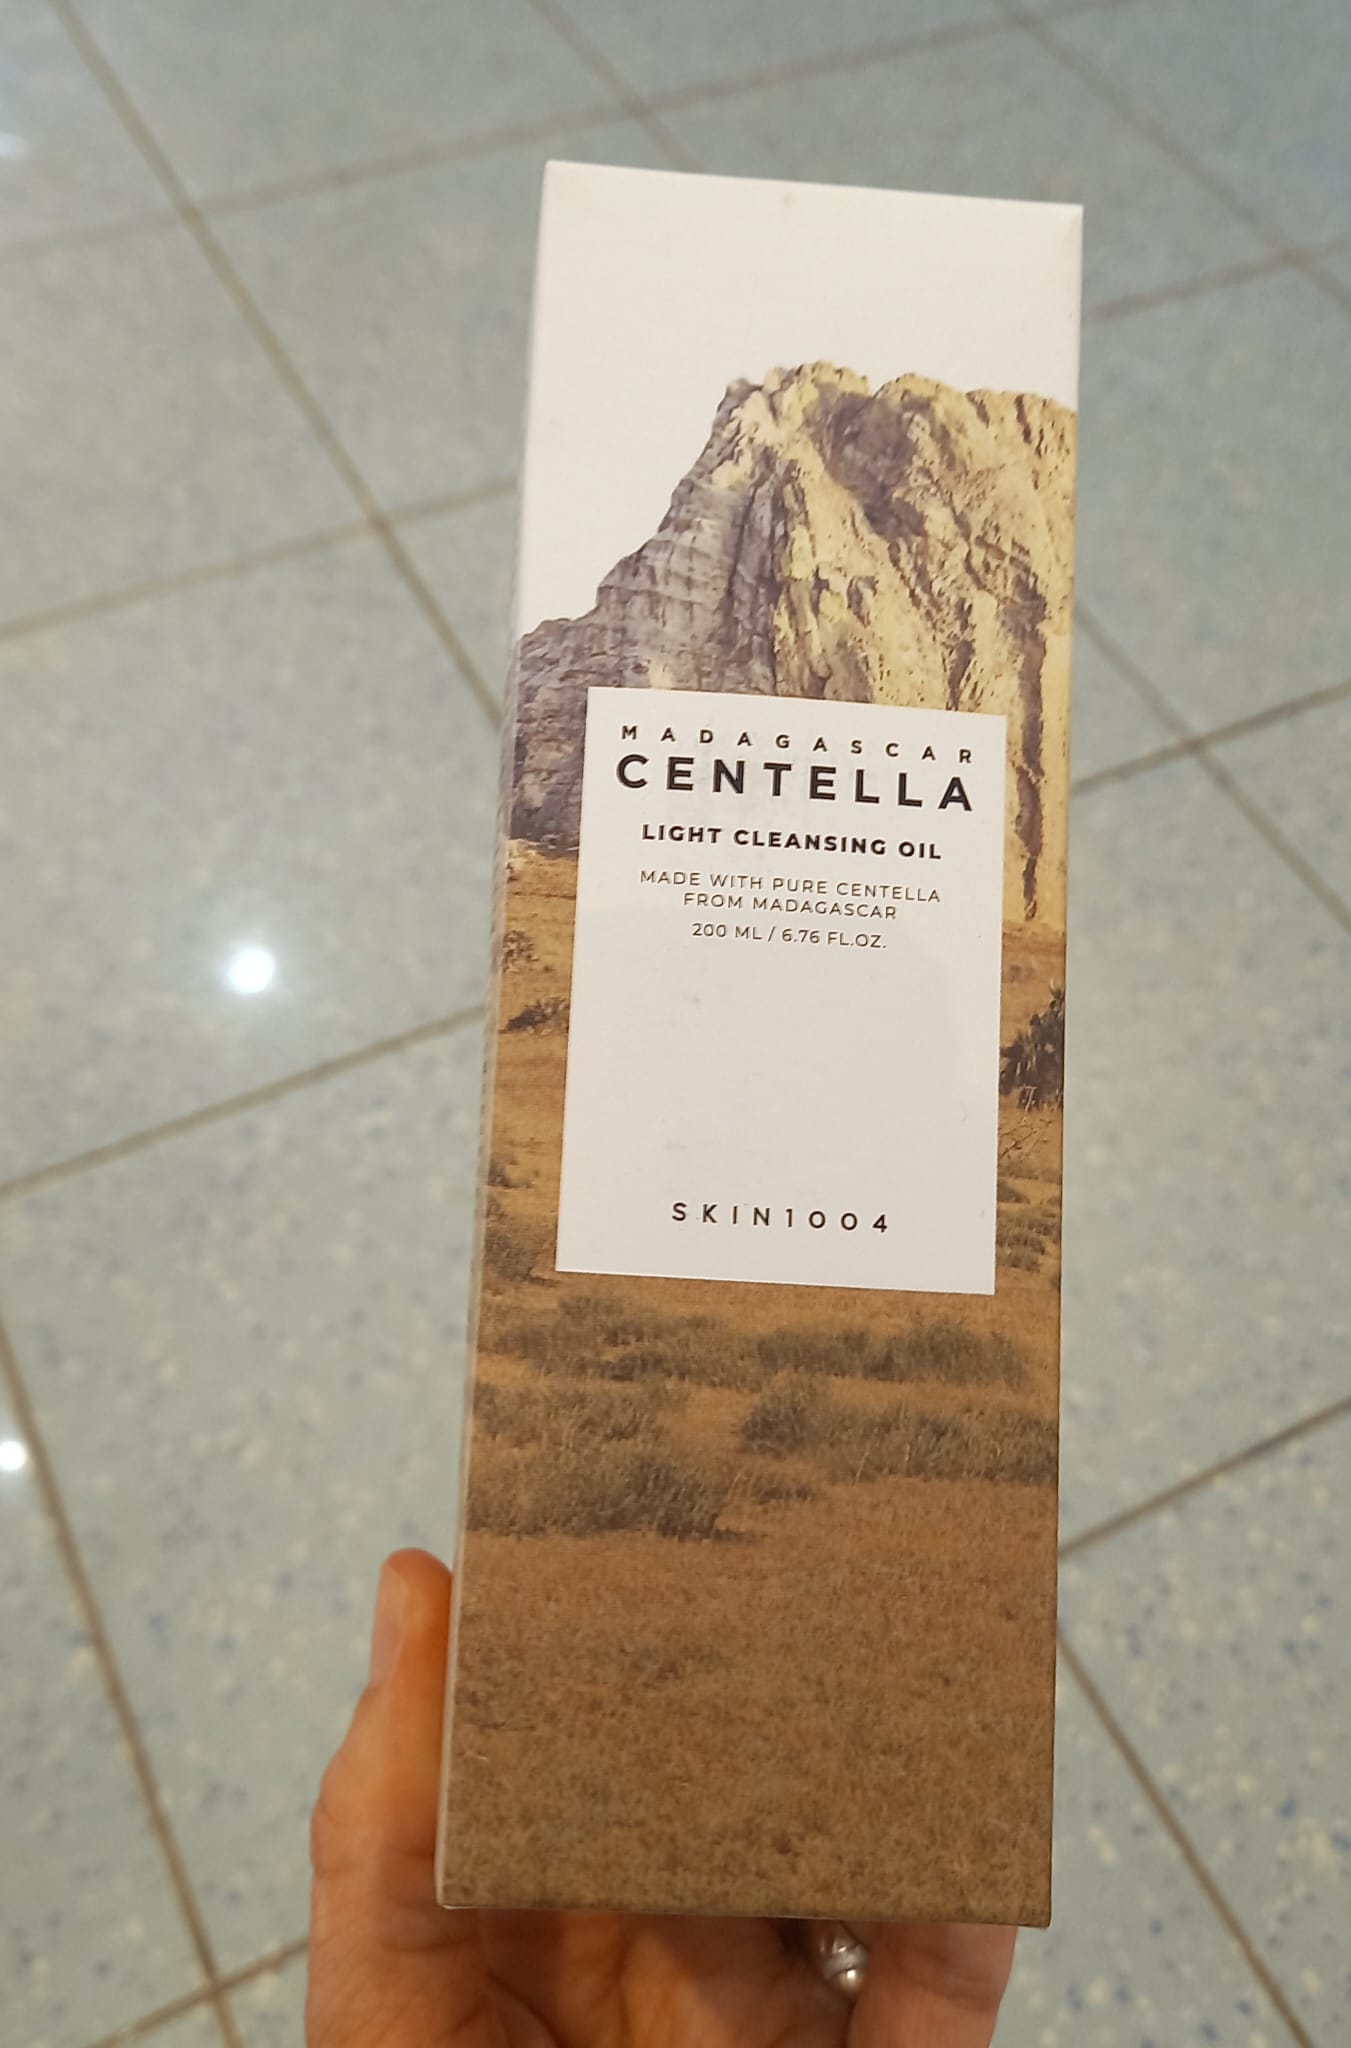 MADAGASCAR
CENTELLA
LIGHT CLEANSING OIL
MADE WITH PURE CENTELLA
FROM MADAGASCAR
200 ML / 6.76 FL.OZ.
SKIN1004